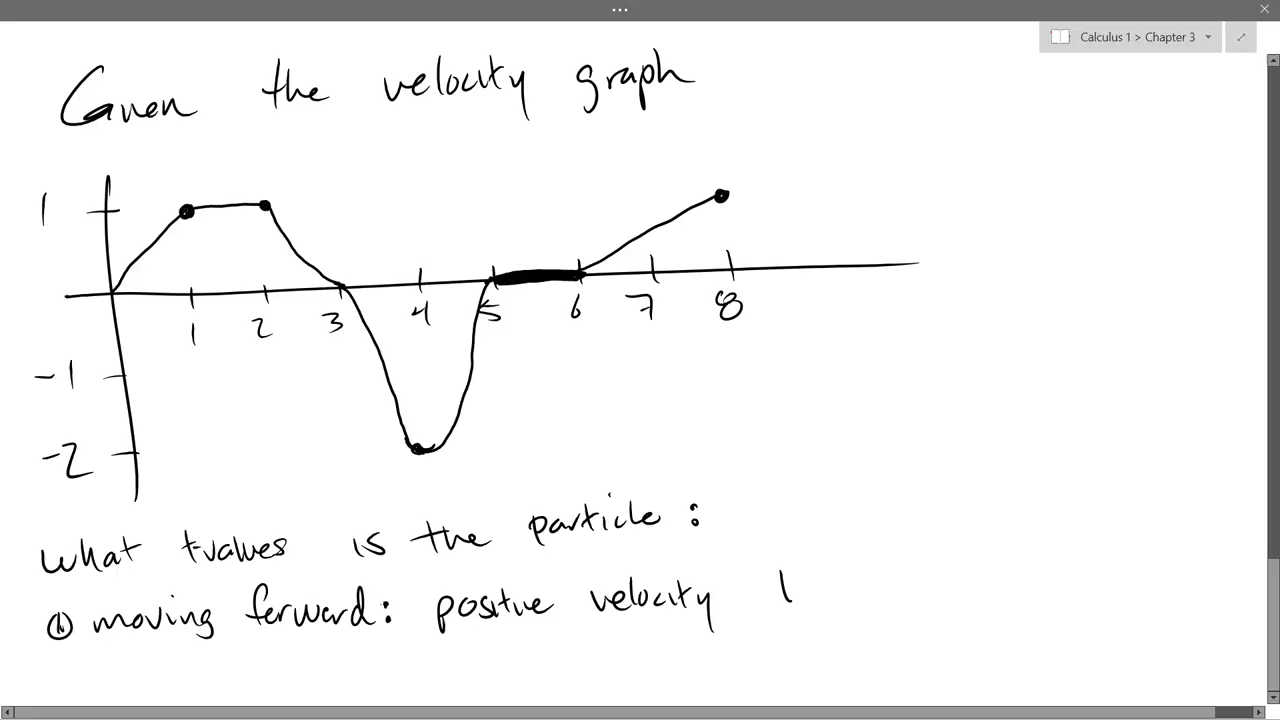 Calculus 1 > Chapter 3
Given the velocity graph
1
1 2 3 4 5 6 7 8
-1
-2
what t-values is the particle :
① moving forward: positive velocity (